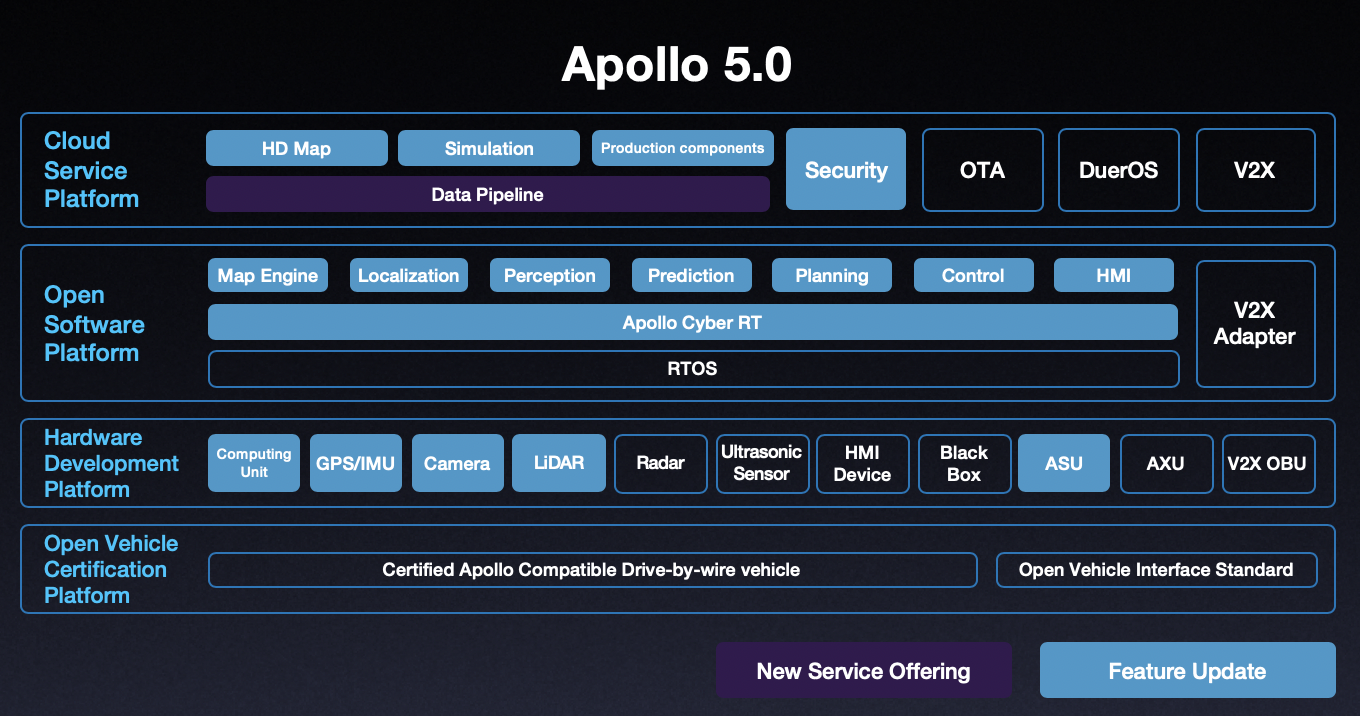 Apollo 5.0
Cloud
Service
Platform
HD Map
Simulation
Production components
Data Pipeline
Security
OTA
DuerOS
V2X
Open
Software
Platform
Map Engine
Localization
Perception
Prediction
Planning
Control
HMI
Apollo Cyber RT
RTOS
V2X
Adapter
Hardware
Development
Platform
Computing
Unit
GPS/IMU
Camera
LiDAR
Radar
Ultrasonic
Sensor
HMI
Device
Black
Box
ASU
AXU
V2X OBU
Open Vehicle
Certification
Platform
Certified Apollo Compatible Drive-by-wire vehicle
Open Vehicle Interface Standard
New Service Offering
Feature Update